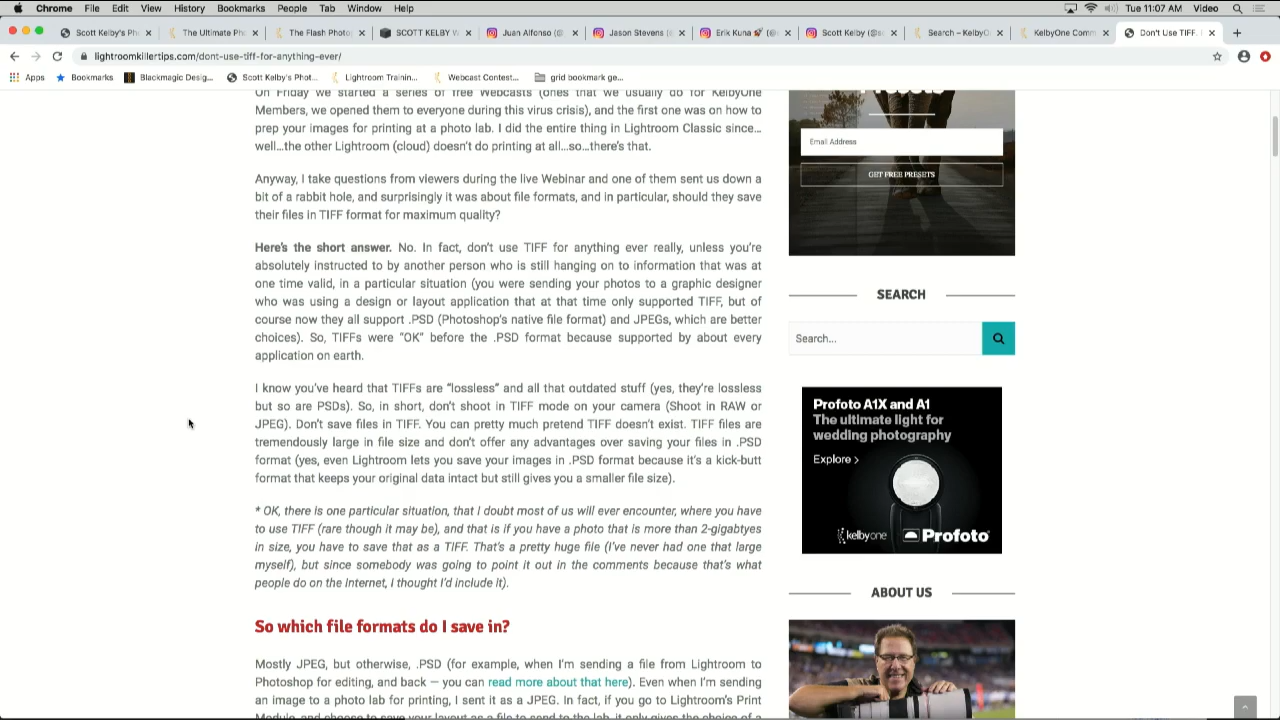 Chrome File Edit View History Bookmarks People Tab Window Help
Tue 11:07 AM Video
Scott Kelby's Ph
The Ultimate Ph
The Flash Photo
SCOTT KELBY W
Juan Alfonso (@
Jason Stevens (
Erik Kuna 🚀 (@
Scott Kelby (@s
Search – KelbyO
KelbyOne Comm
Don't Use TIFF.
lightroomkillertips.com/dont-use-tiff-for-anything-ever/
Apps Bookmarks Blackmagic Desig... Scott Kelby's Phot... Lightroom Trainin... Webcast Contest... grid bookmark ge...
On Friday we started a series of free Webcasts (ones that we usually do for KelbyOne
Members, we opened them to everyone during this virus crisis), and the first one was on how to
prep your images for printing at a photo lab. I did the entire thing in Lightroom Classic since…
well…the other Lightroom (cloud) doesn't do printing at all…so…there's that.
Anyway, I take questions from viewers during the live Webinar and one of them sent us down a
bit of a rabbit hole, and surprisingly it was about file formats, and in particular, should they save
their files in TIFF format for maximum quality?
Here's the short answer. No. In fact, don't use TIFF for anything ever really, unless you're
absolutely instructed to by another person who is still hanging on to information that was at
one time valid, in a particular situation (you were sending your photos to a graphic designer
who was using a design or layout application that at that time only supported TIFF, but of
course now they all support .PSD (Photoshop's native file format) and JPEGs, which are better
choices). So, TIFFs were "OK" before the .PSD format because supported by about every
application on earth.
I know you've heard that TIFFs are "lossless" and all that outdated stuff (yes, they're lossless
but so are PSDs). So, in short, don't shoot in TIFF mode on your camera (Shoot in RAW or
JPEG). Don't save files in TIFF. You can pretty much pretend TIFF doesn't exist. TIFF files are
tremendously large in file size and don't offer any advantages over saving your files in .PSD
format (yes, even Lightroom lets you save your images in .PSD format because it's a kick-butt
format that keeps your original data intact but still gives you a smaller file size).
* OK, there is one particular situation, that I doubt most of us will ever encounter, where you have
to use TIFF (rare though it may be), and that is if you have a photo that is more than 2-gigabtyes
in size, you have to save that as a TIFF. That's a pretty huge file (I've never had one that large
myself), but since somebody was going to point it out in the comments because that's what
people do on the Internet, I thought I'd include it).
So which file formats do I save in?
Mostly JPEG, but otherwise, .PSD (for example, when I'm sending a file from Lightroom to
Photoshop for editing, and back — you can read more about that here). Even when I'm sending
an image to a photo lab for printing, I sent it as a JPEG. In fact, if you go to Lightroom's Print
Module, and choose to save your layout as a file to send to the lab, it only gives the choice of a
Email Address
GET FREE PRESETS
SEARCH
Search...
Profoto A1X and A1
The ultimate light for
wedding photography
Explore >
kelbyone Profoto
ABOUT US